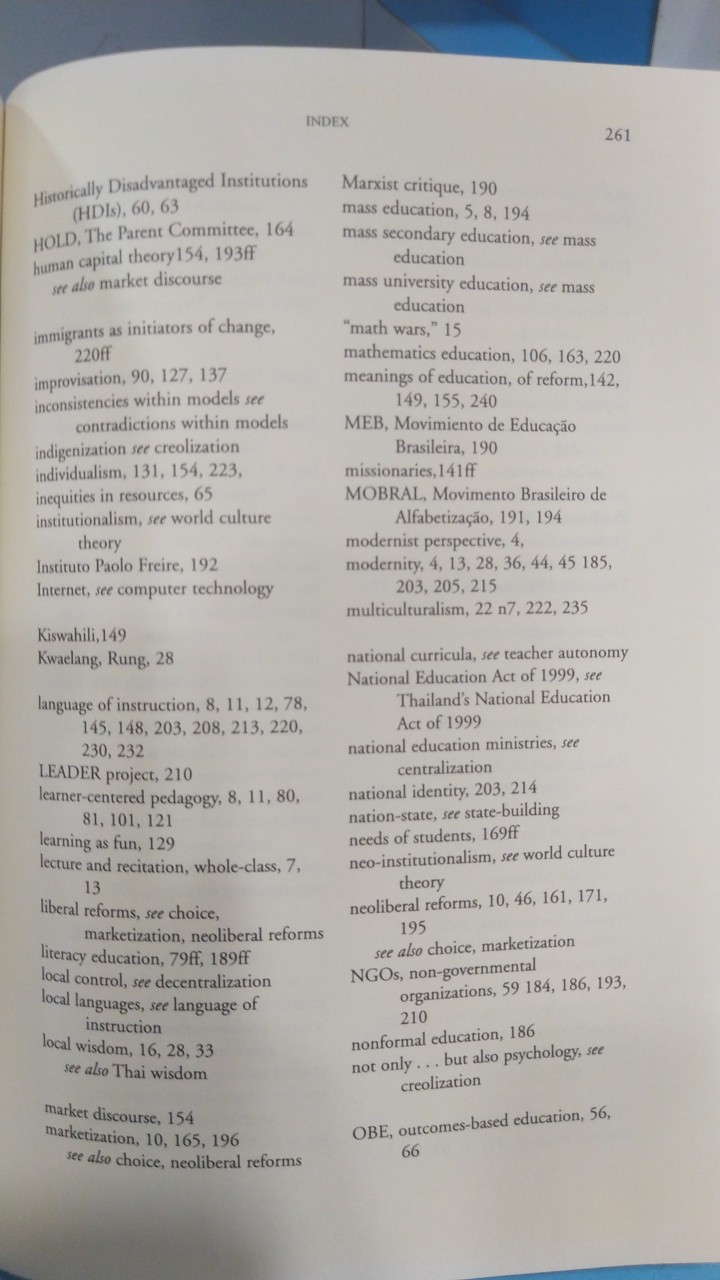 INDEX
261
Historically Disadvantaged Institutions
(HDIs), 60, 63
HOLD, The Parent Committee, 164
human capital theory154, 193ff
see also market discourse
immigrants as initiators of change,
220ff
improvisation, 90, 127, 137
inconsistencies within models see
contradictions within models
indigenization see creolization
individualism, 131, 154, 223,
inequities in resources, 65
institutionalism, see world culture
theory
Instituto Paolo Freire, 192
Internet, see computer technology
Kiswahili,149
Kwaelang, Rung, 28
language of instruction, 8, 11, 12, 78,
145, 148, 203, 208, 213, 220,
230, 232
LEADER project, 210
learner-centered pedagogy, 8, 11, 80,
81, 101, 121
learning as fun, 129
lecture and recitation, whole-class, 7,
13
liberal reforms, see choice,
marketization, neoliberal reforms
literacy education, 79ff, 189ff
local control, see decentralization
local languages, see language of
instruction
local wisdom, 16, 28, 33
see also Thai wisdom
market discourse, 154
marketization, 10, 165, 196
see also choice, neoliberal reforms
Marxist critique, 190
mass education, 5, 8, 194
mass secondary education, see mass
education
mass university education, see mass
education
“math wars,” 15
mathematics education, 106, 163, 220
meanings of education, of reform,142,
149, 155, 240
MEB, Movimiento de Educação
Brasileira, 190
missionaries,141ff
MOBRAL, Movimento Brasileiro de
Alfabetização, 191, 194
modernist perspective, 4,
modernity, 4, 13, 28, 36, 44, 45 185,
203, 205, 215
multiculturalism, 22 n7, 222, 235
national curricula, see teacher autonomy
National Education Act of 1999, see
Thailand’s National Education
Act of 1999
national education ministries, see
centralization
national identity, 203, 214
nation-state, see state-building
needs of students, 169ff
neo-institutionalism, see world culture
theory
neoliberal reforms, 10, 46, 161, 171,
195
see also choice, marketization
NGOs, non-governmental
organizations, 59 184, 186, 193,
210
nonformal education, 186
not only . . . but also psychology, see
creolization
OBE, outcomes-based education, 56,
66